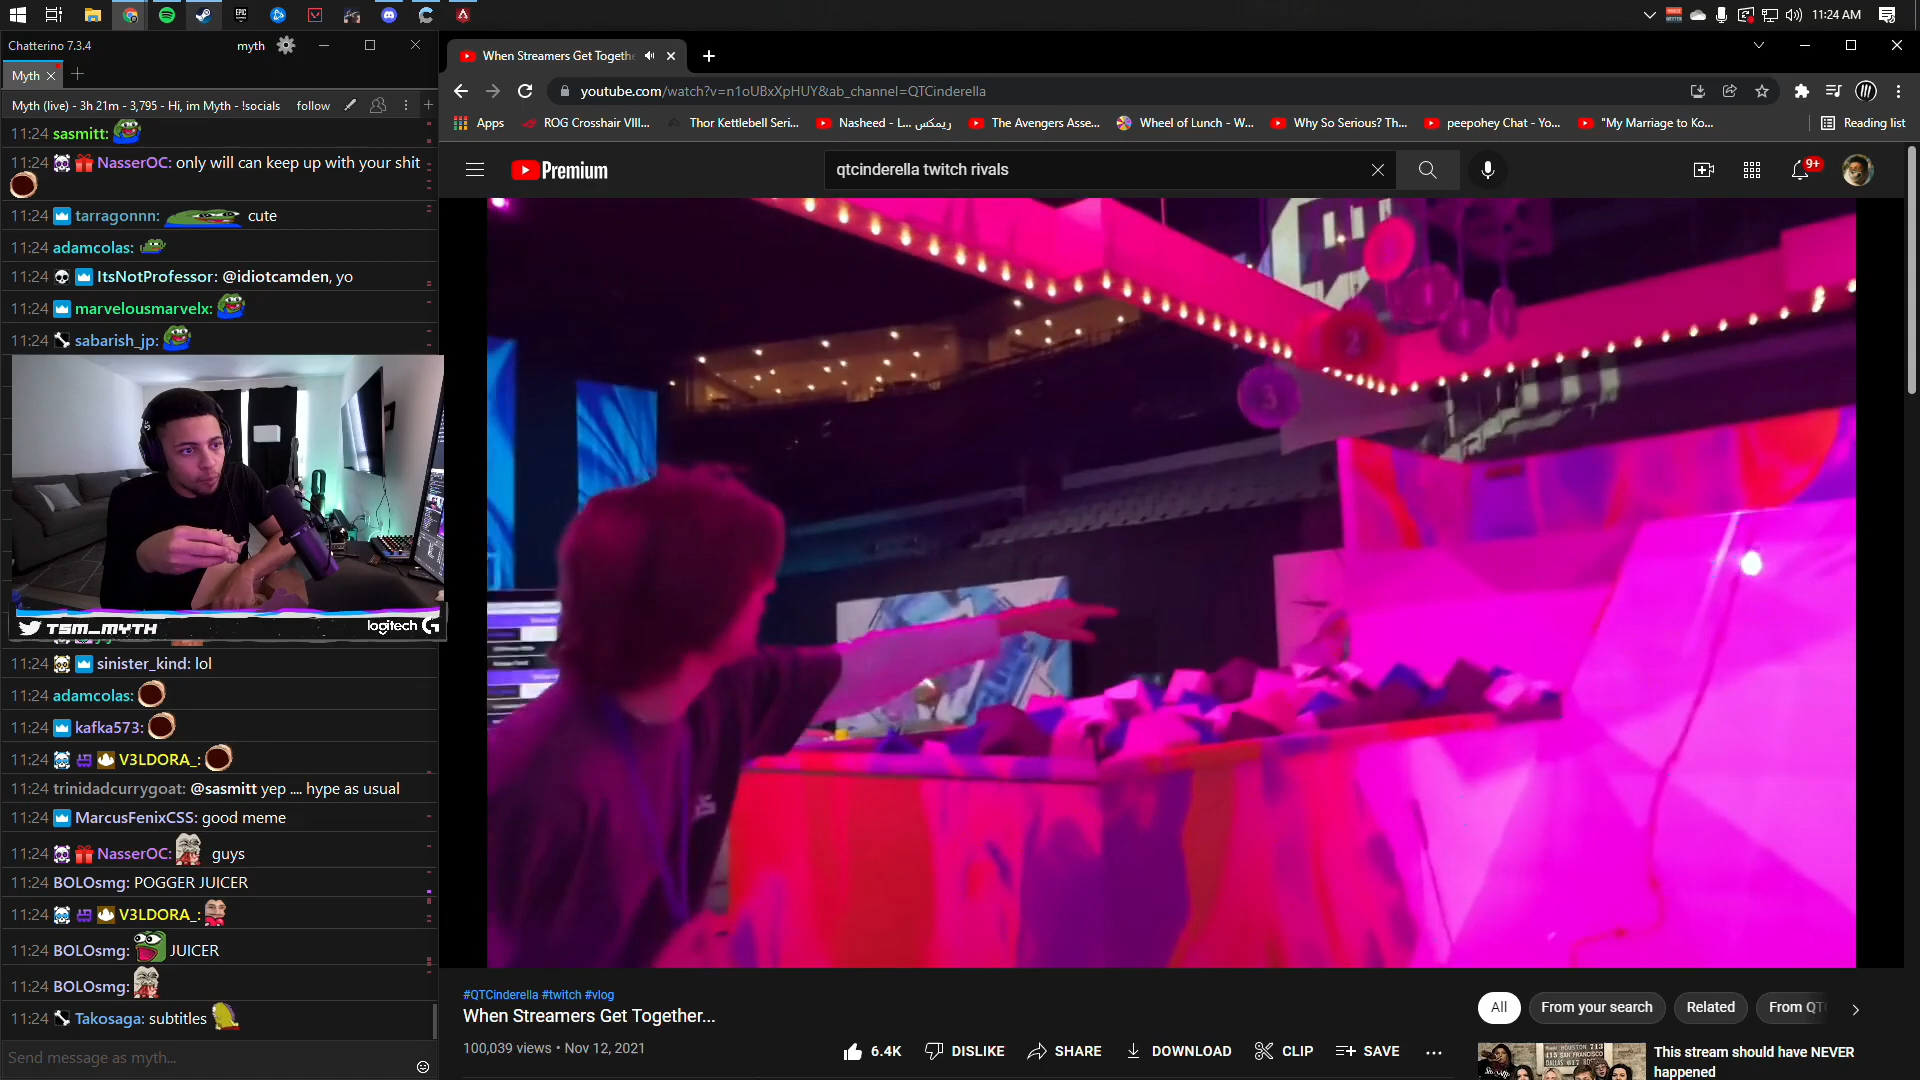 11:24 AM
Chatterino 7.3.4
myth
Myth
Myth (live) - 3h 21m - 3,795 - Hi, im Myth - !socials
follow
11:24 sasmitt:
11:24 NasserOC: only will can keep up with your shit
11:24 tarragonnn: cute
11:24 adamcolas:
11:24 ItsNotProfessor: @idiotcamden, yo
11:24 marvelousmarvelx:
11:24 sabarish_jp:
TSM_MYTH
logitech G
11:24 sinister_kind: lol
11:24 adamcolas:
11:24 kafka573:
11:24 V3LDORA_:
11:24 trinidadcurrygoat: @sasmitt yep .... hype as usual
11:24 MarcusFenixCSS: good meme
11:24 NasserOC: guys
11:24 BOLOsmg: POGGER JUICER
11:24 V3LDORA_:
11:24 BOLOsmg: JUICER
11:24 BOLOsmg:
11:24 Takosaga: subtitles
Send message as myth...
When Streamers Get Togethe
youtube.com/watch?v=n1oUBxXpHUY&ab_channel=QTCinderella
Apps
ROG Crosshair VIII...
Thor Kettlebell Seri...
Nasheed - L... ريمكس
The Avengers Asse...
Wheel of Lunch - W...
Why So Serious? Th...
peepohey Chat - Yo...
"My Marriage to Ko...
Reading list
Premium
qtcinderella twitch rivals
9+
2
3
#QTCinderella #twitch #vlog
When Streamers Get Together...
100,039 views • Nov 12, 2021
6.4K
DISLIKE
SHARE
DOWNLOAD
CLIP
SAVE
All
From your search
Related
From QT
This stream should have NEVER
happened